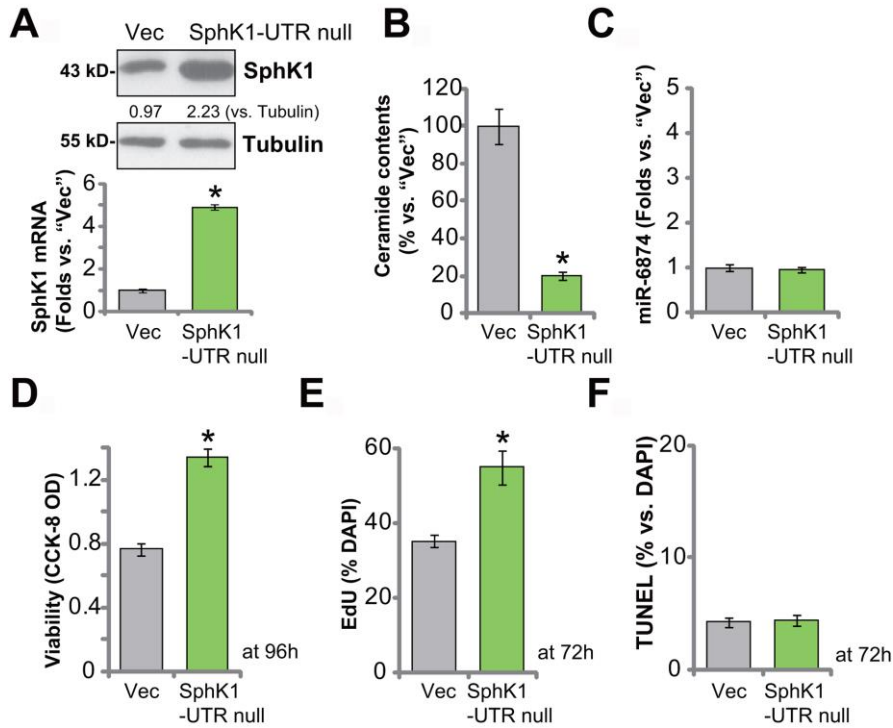 A
Vec SphK1-UTR null
43 kD- SphK1
0.97 2.23 (vs. Tubulin)
55 kD- Tubulin
SphK1 mRNA
(Folds vs. “Vec”)
6
4
2
0
*
Vec SphK1
-UTR null
B
Ceramide contents
(% vs. “Vec”)
120
100
80
60
40
20
0
*
Vec SphK1
-UTR null
C
miR-6874 (Folds vs. “Vec”)
5
4
3
2
1
0
Vec SphK1
-UTR null
D
Viability (CCK-8 OD)
1.2
0.8
0.4
0
*
at 96h
Vec SphK1
-UTR null
E
EdU (% DAPI)
60
40
20
0
*
at 72h
Vec SphK1
-UTR null
F
TUNEL (% vs. DAPI)
20
10
0
at 72h
Vec SphK1
-UTR null